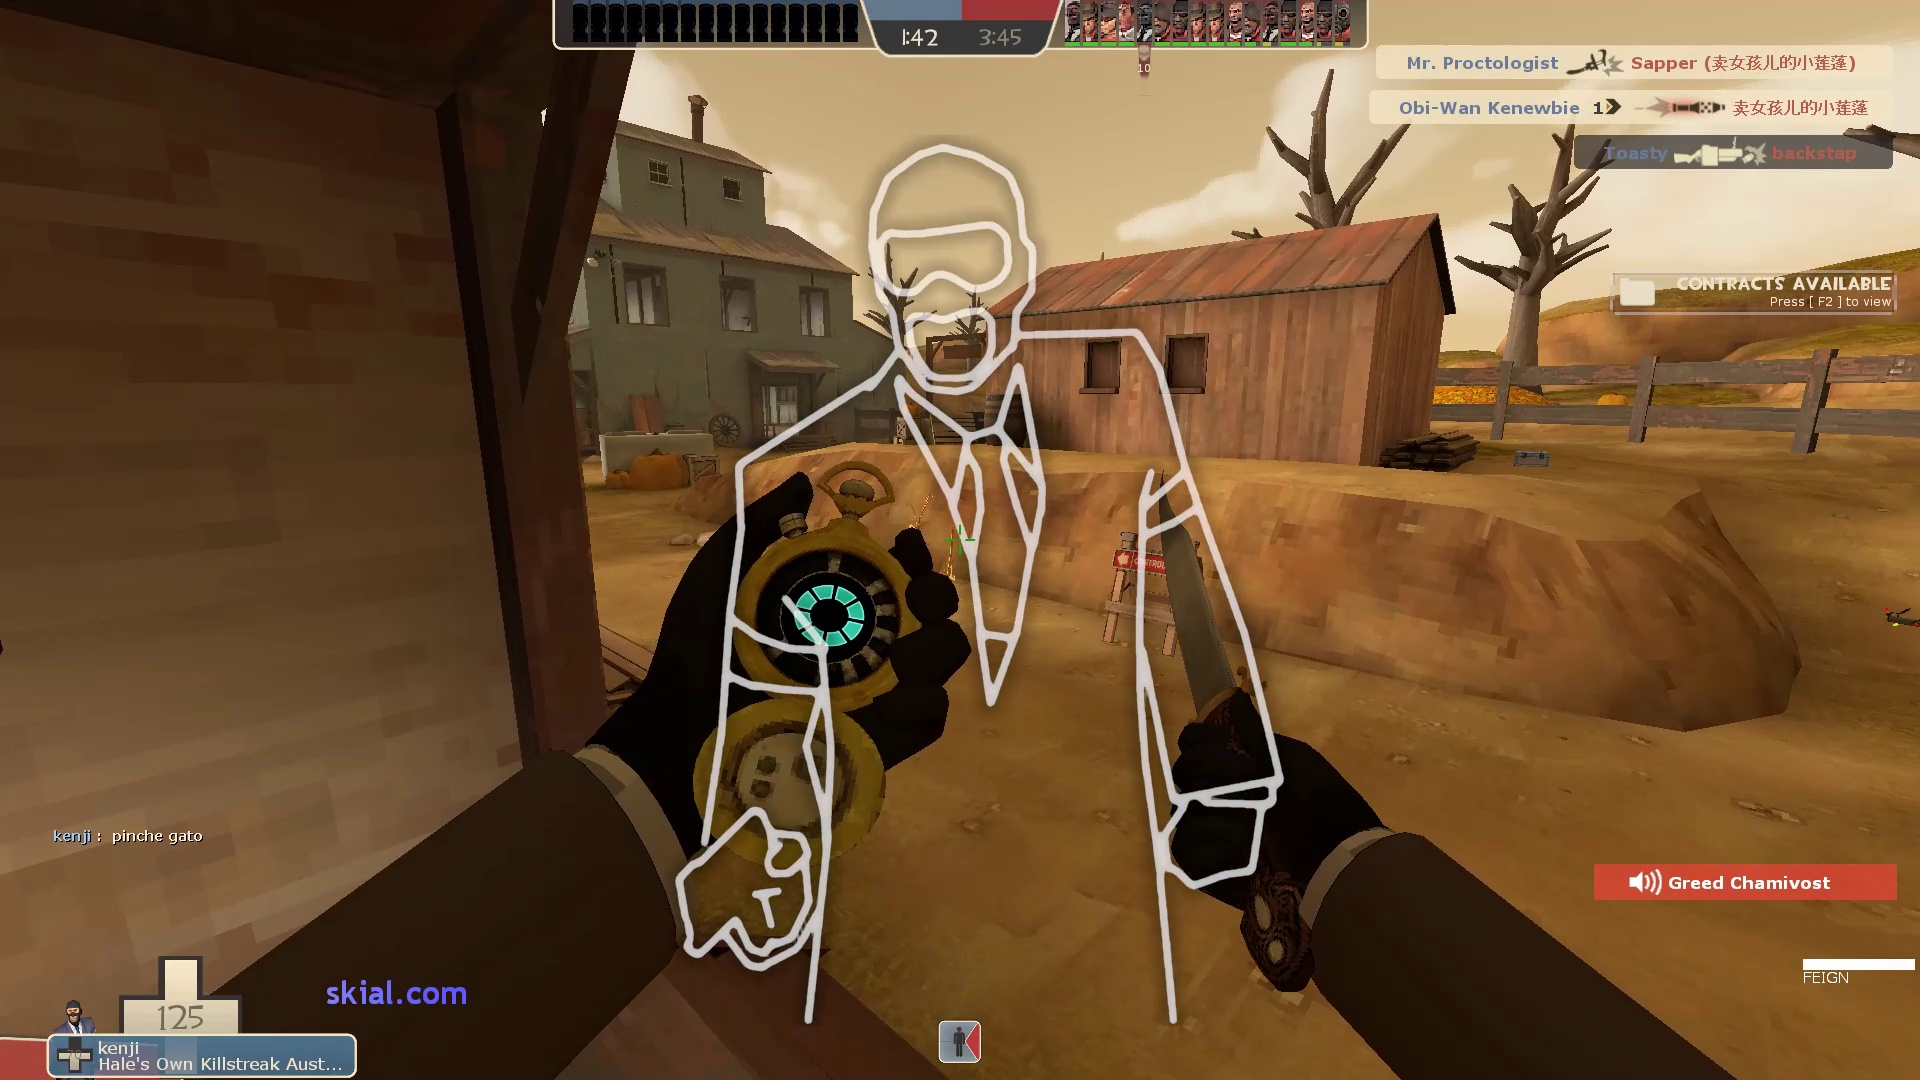 1:42 3:45
10
Mr. Proctologist Sapper (卖女孩儿的小莲蓬)
Obi-Wan Kenewbie 1 卖女孩儿的小莲蓬
Toasty backstap
CONTRACTS AVAILABLE
Press [ F2 ] to view
kenji : pinche gato
Greed Chamivost
FEIGN
skial.com
125
kenji
Hale's Own Killstreak Aust...